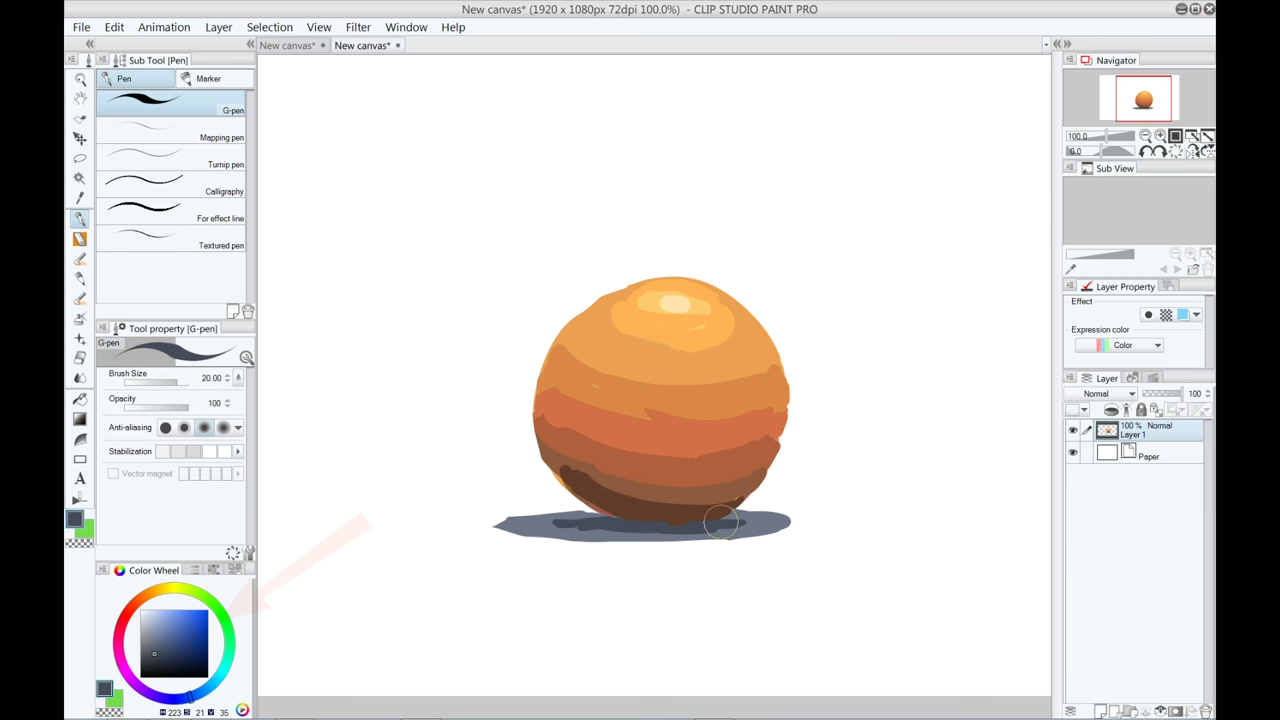 New canvas* (1920 x 1080px 72dpi 100.0%) - CLIP STUDIO PAINT PRO
File Edit Animation Layer Selection View Filter Window Help
New canvas* New canvas*
Sub Tool [Pen]
Pen Marker
G-pen
Mapping pen
Turnip pen
Calligraphy
For effect line
Textured pen
Tool property [G-pen]
G-pen
Brush Size 20.00
Opacity 100
Anti-aliasing
Stabilization
Vector magnet
Color Wheel
H 223 S 21 V 35
Navigator
100.0
0.0
Sub View
Layer Property
Effect
Expression color
Color
Layer
Normal 100
100 % Normal
Layer 1
Paper